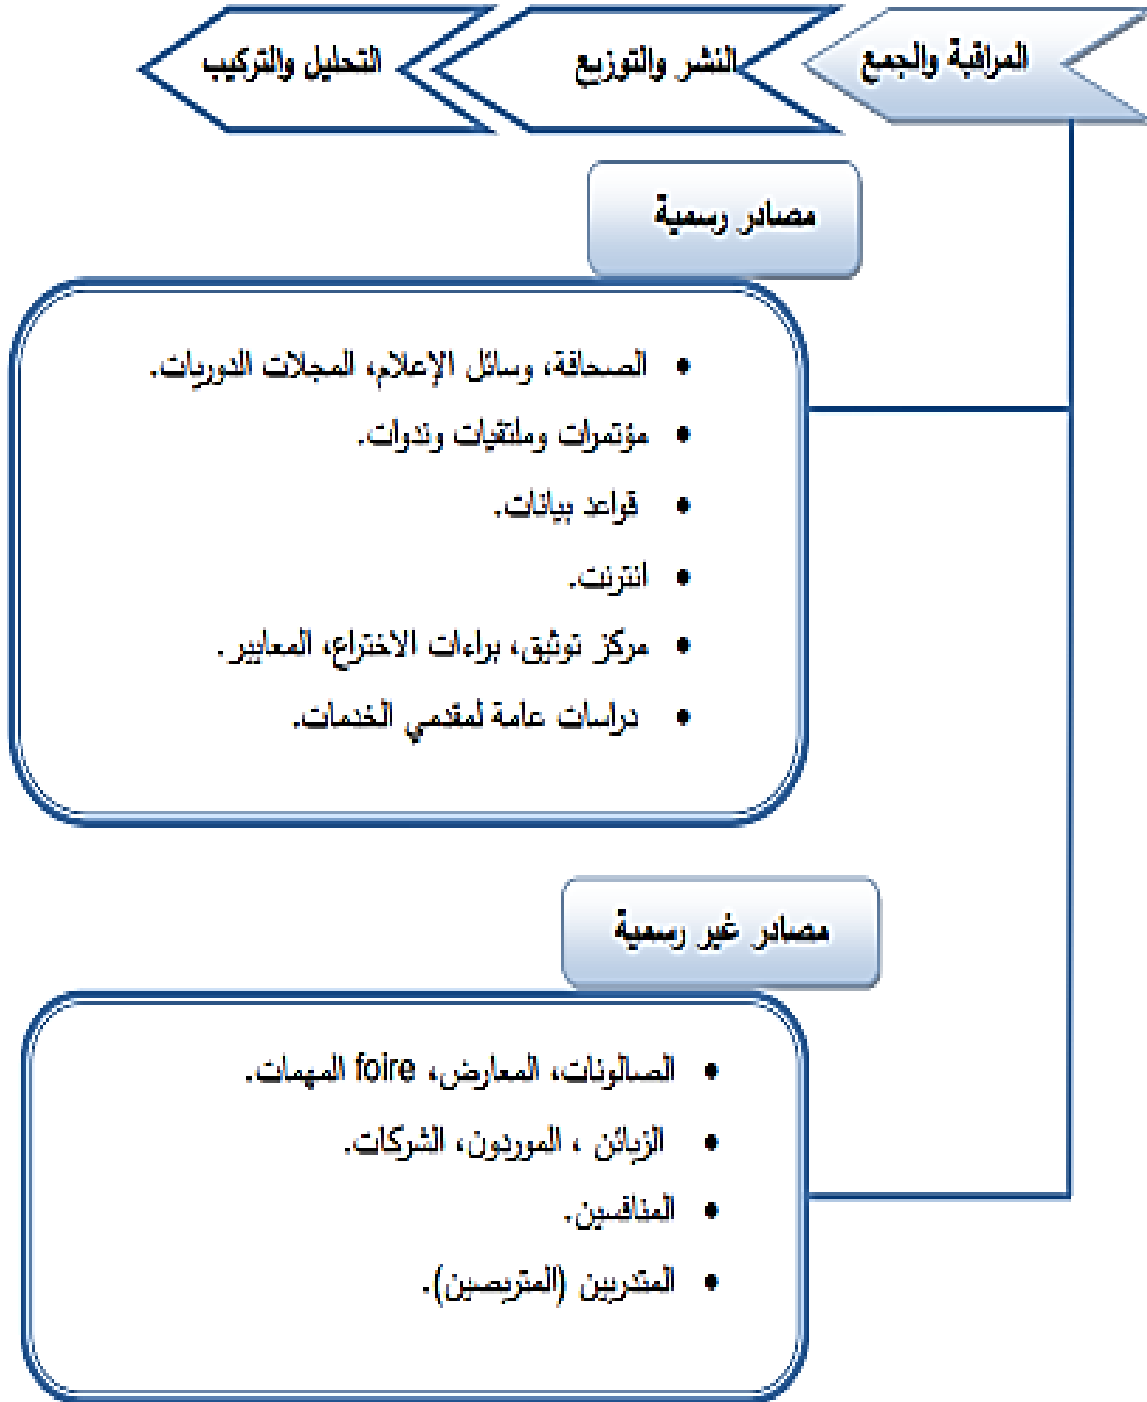 المراقبة والجمع
النشر والتوزيع
التحليل والتركيب
مصادر رسمية
• الصحافة، وسائل الإعلام، المجلات الدوريات.
• مؤتمرات وملتقيات وندوات.
• قواعد بيانات.
• انترنت.
• مركز توثيق، براءات الاختراع، المعايير.
• دراسات عامة لمقدمي الخدمات.
مصادر غير رسمية
• الصالونات، المعارض، foire المهمات.
• الزبائن ، الموردون، الشركات.
• المنافسين.
• المتدربين (المتربصين).